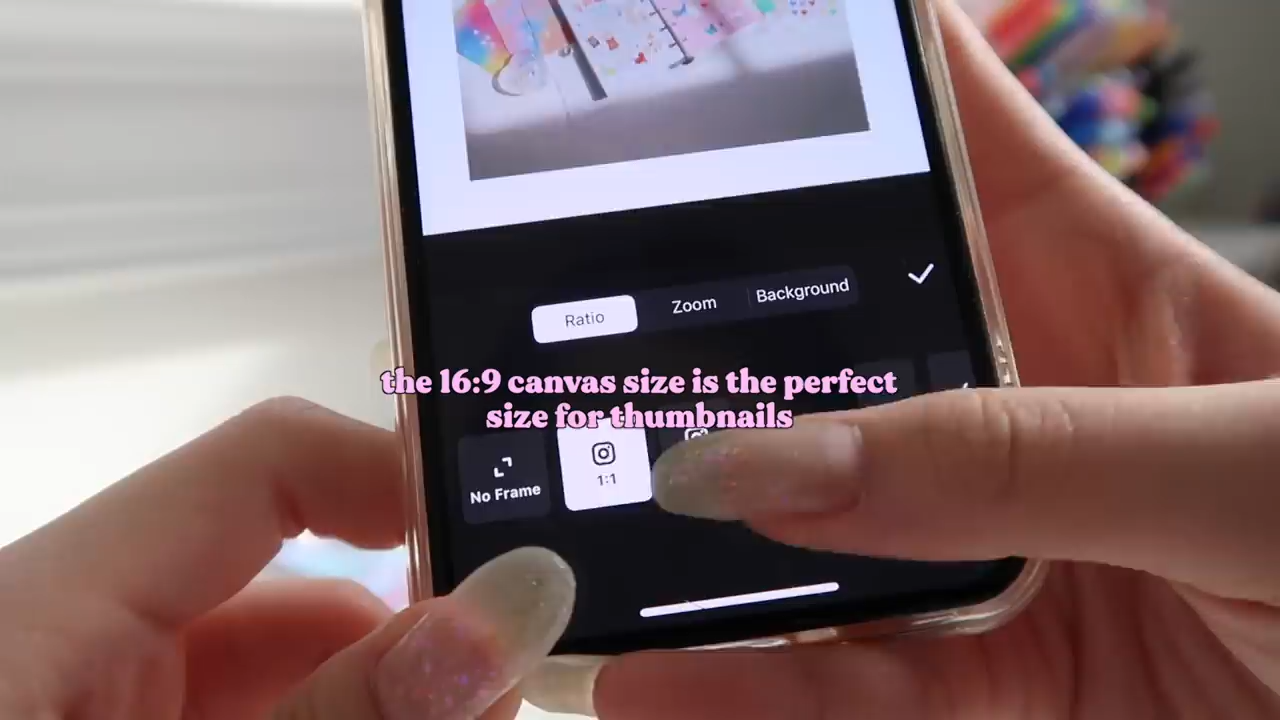 Ratio Zoom Background
the 16:9 canvas size is the perfect
size for thumbnails
No Frame
1:1